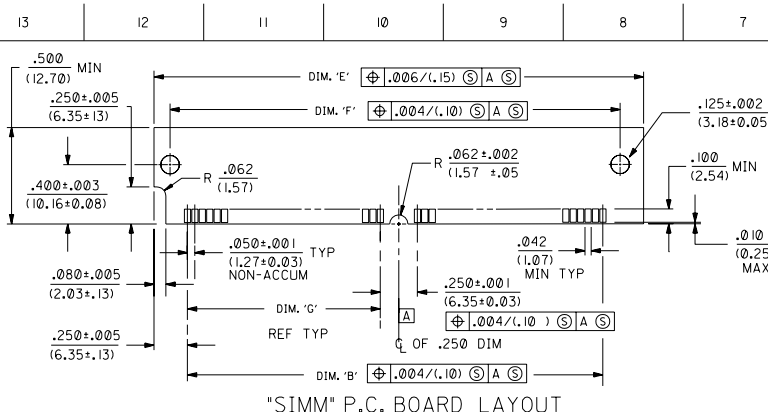 13 12 11 10 9 8 7
.500
(12.70) MIN
DIM. 'E' ⌖ .006/(.15) Ⓢ A Ⓢ
.250±.005
(6.35±13)
DIM. 'F' ⌖ .004/(.10) Ⓢ A Ⓢ
.125±.002
(3.18±0.05
R .062
(1.57)
R .062±.002
(1.57 ±.05
.100
(2.54) MIN
.400±.003
(10.16±0.08)
.050±.001
(1.27±0.03) TYP
NON-ACCUM
.042
(1.07)
MIN TYP
.010
(0.25
MAX
.080±.005
(2.03±.13)
.250±.001
(6.35±0.03)
DIM. 'G'
REF TYP
A
⌖ .004/(.10 ) Ⓢ A Ⓢ
.250±.005
(6.35±.13)
℄ OF .250 DIM
DIM. 'B' ⌖ .004/(.10) Ⓢ A Ⓢ
"SIMM" P.C. BOARD LAYOUT